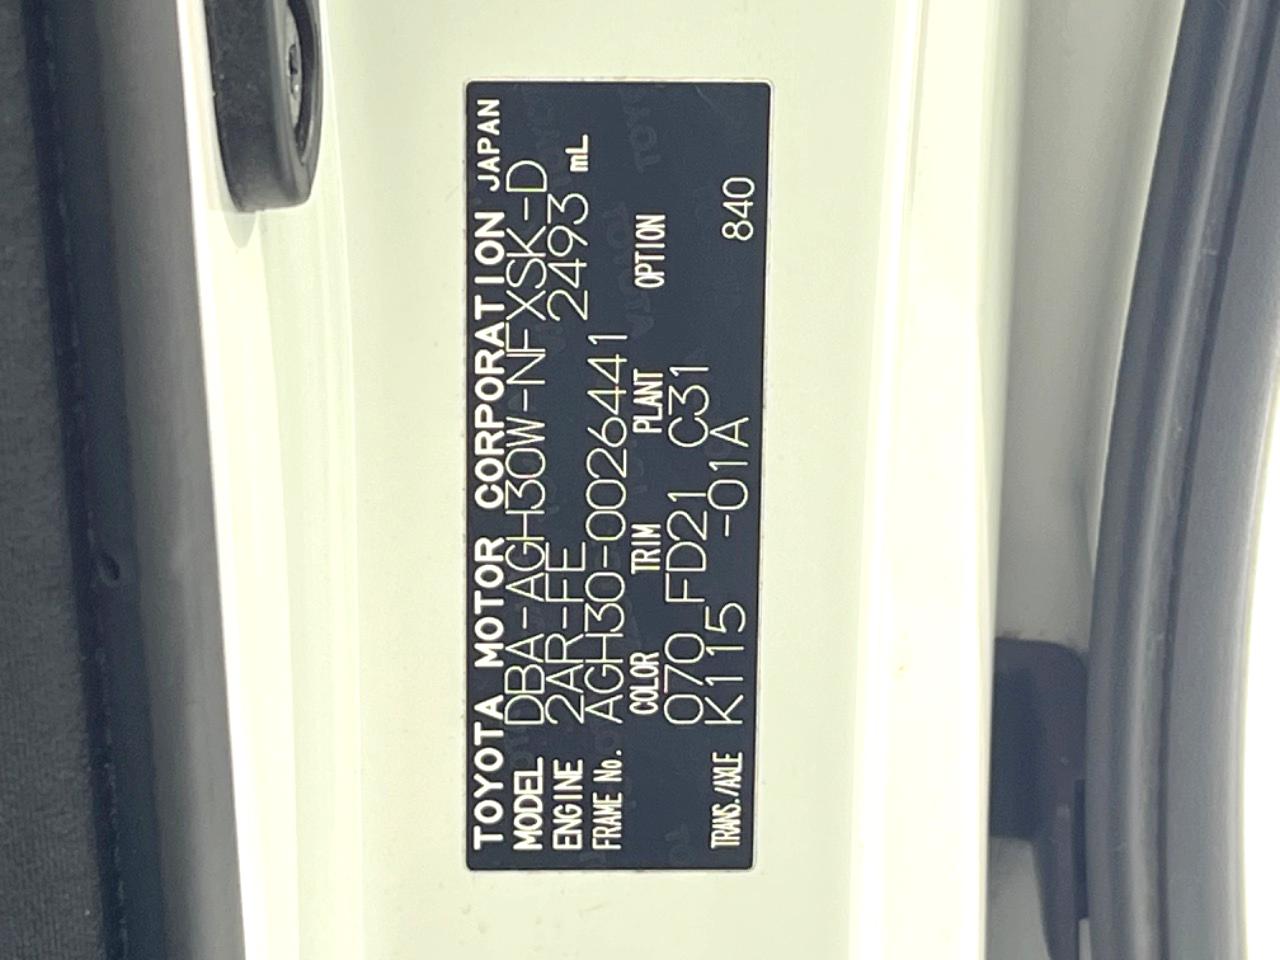 TOYOTA MOTOR CORPORATION JAPAN
MODEL DBA-AGH30W-NFXSK-D
ENGINE 2AR-FE 2493 mL
FRAME No. AGH30-0026441
COLOR TRIM PLANT OPTION
070 FD21 C31
TRANS./AXLE K115 -01A 840